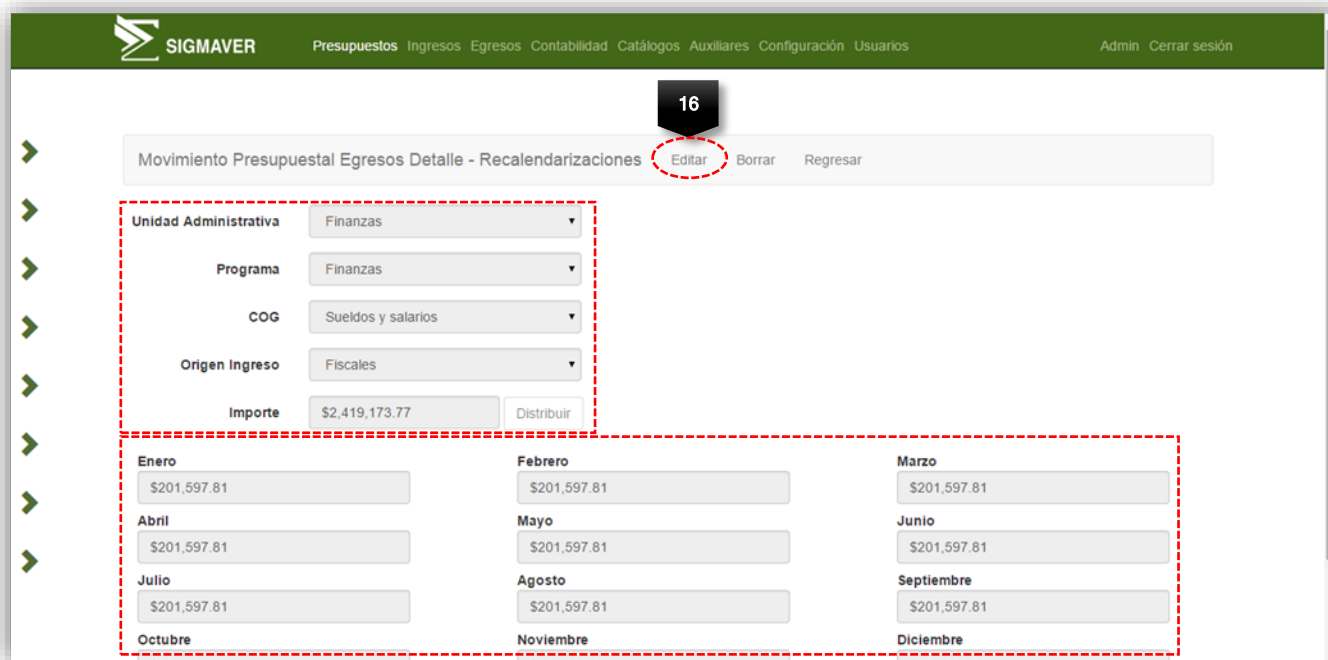 SIGMAVER Presupuestos Ingresos Egresos Contabilidad Catálogos Auxiliares Configuración Usuarios Admin Cerrar sesión
16
Movimiento Presupuestal Egresos Detalle - Recalendarizaciones Editar Borrar Regresar
Unidad Administrativa Finanzas
Programa Finanzas
COG Sueldos y salarios
Origen Ingreso Fiscales
Importe $2,419,173.77 Distribuir
Enero Febrero Marzo
$201,597.81 $201,597.81 $201,597.81
Abril Mayo Junio
$201,597.81 $201,597.81 $201,597.81
Julio Agosto Septiembre
$201,597.81 $201,597.81 $201,597.81
Octubre Noviembre Diciembre